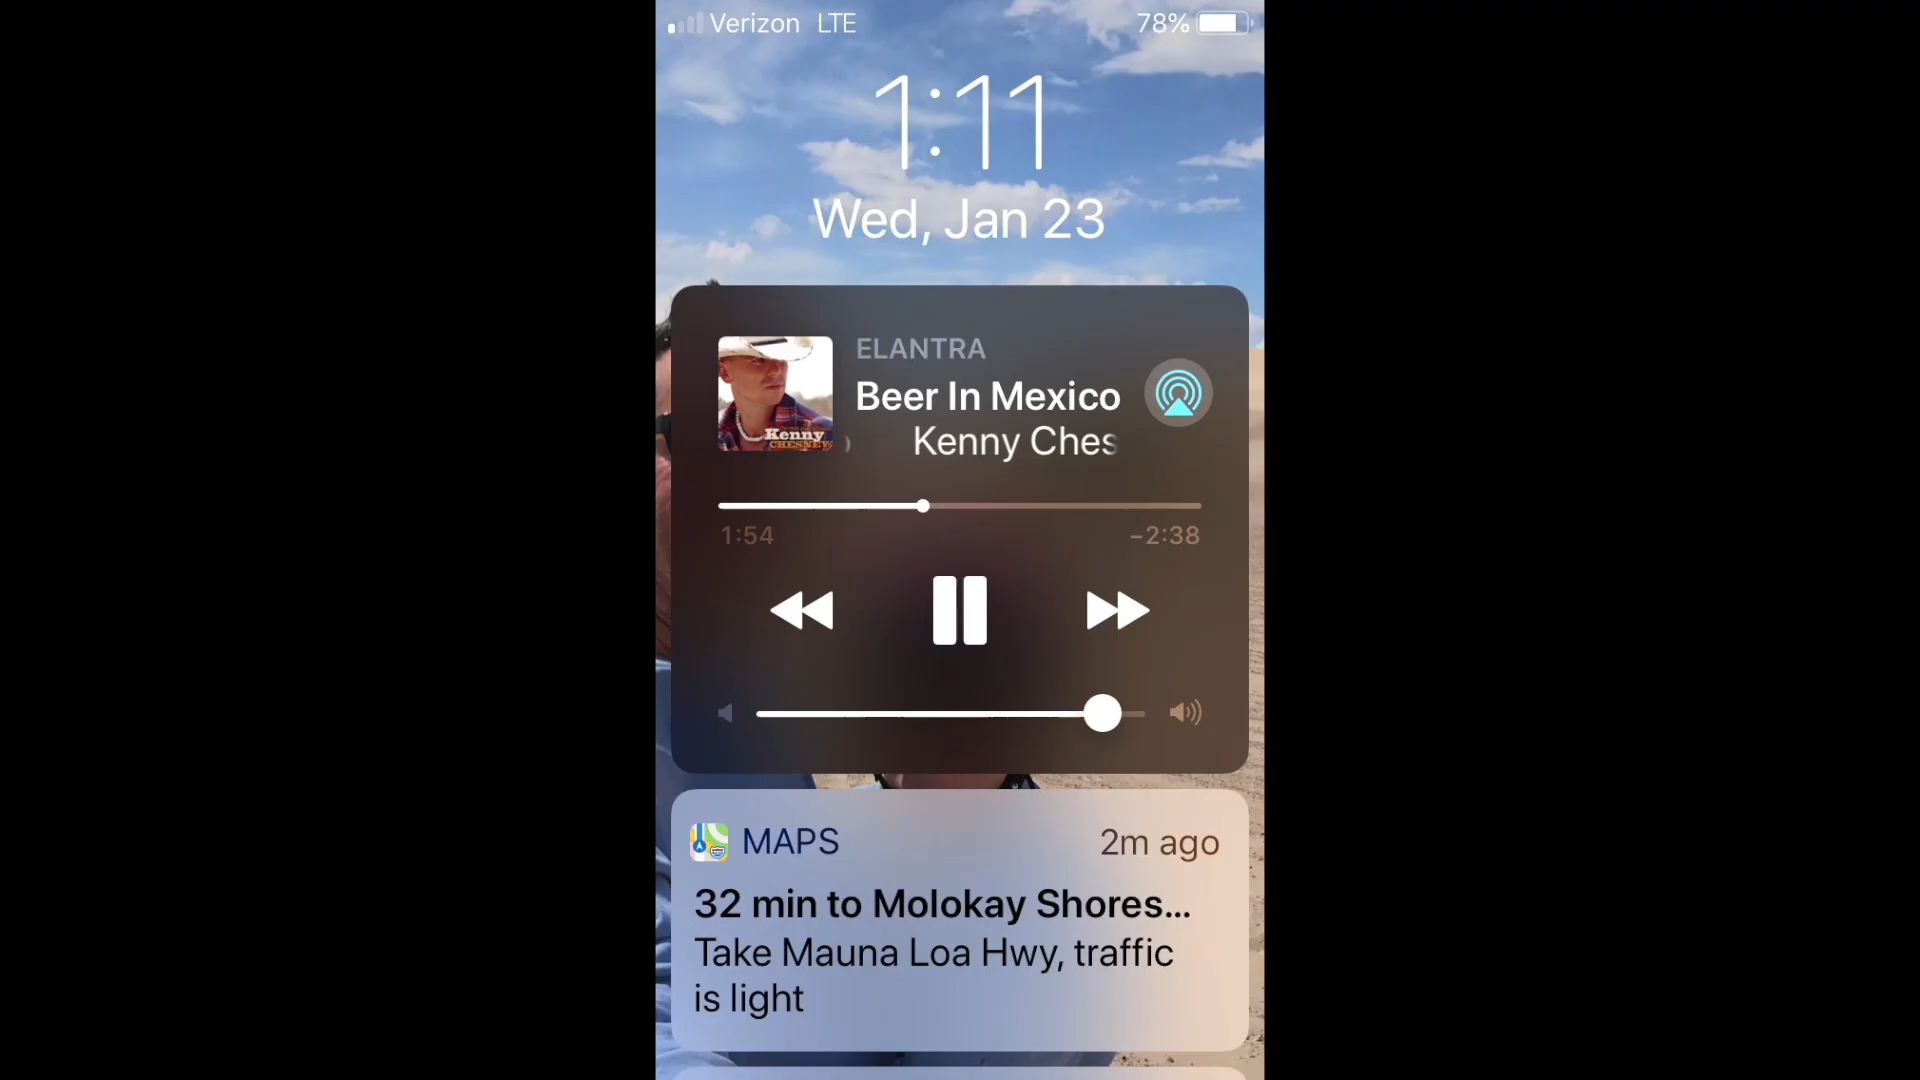 Verizon LTE 78%
1:11
Wed, Jan 23
ELANTRA
Beer In Mexico
Kenny Ches
Kenny
CHESNEY
1:54 -2:38
MAPS 2m ago
32 min to Molokay Shores...
Take Mauna Loa Hwy, traffic
is light